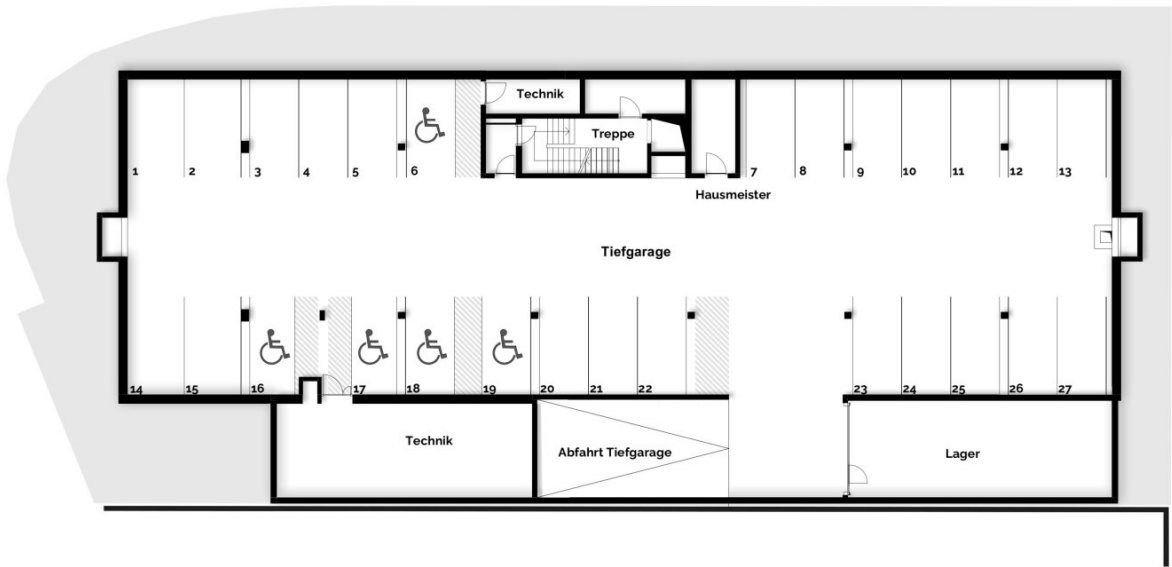 Technik
Treppe
1 2 3 4 5 6 7 8 9 10 11 12 13
Hausmeister
Tiefgarage
14 15 16 17 18 19 20 21 22 23 24 25 26 27
Technik
Abfahrt Tiefgarage
Lager